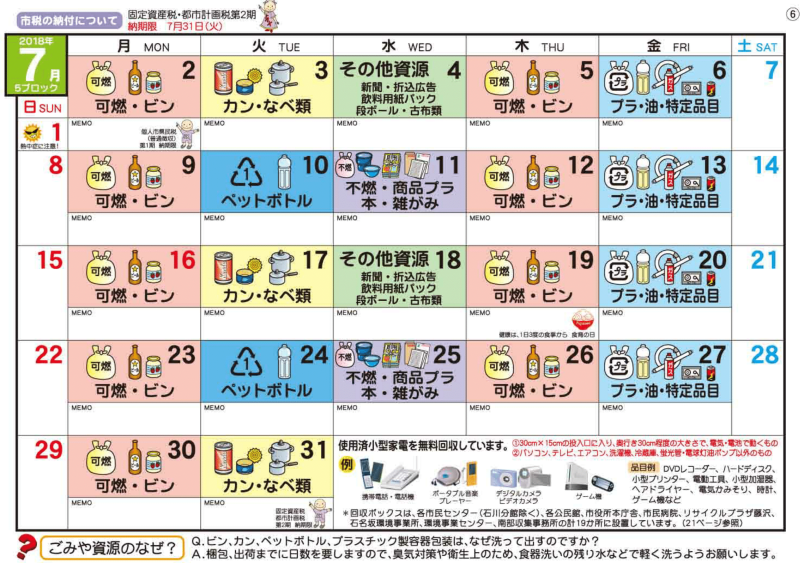 市税の納付について
固定資産税・都市計画税第2期
納期限 7月31日(火)
⑥
2018年
7月
5ブロック
日 SUN
月 MON
火 TUE
水 WED
木 THU
金 FRI
土 SAT
1
熱中症に注意!
可燃 2
可燃・ビン
MEMO
個人市県民税
(普通徴収)
第1期 納期限
3
カン・なべ類
MEMO
その他資源 4
新聞・折込広告
飲料用紙パック
段ボール・古布類
MEMO
可燃 5
可燃・ビン
MEMO
プラ 6
プラ・油・特定品目
MEMO
7
8
可燃 9
可燃・ビン
MEMO
1 10
ペットボトル
MEMO
不燃 11
不燃・商品プラ
本・雑がみ
MEMO
可燃 12
可燃・ビン
MEMO
プラ 13
プラ・油・特定品目
MEMO
14
15
可燃 16
可燃・ビン
MEMO
17
カン・なべ類
MEMO
その他資源 18
新聞・折込広告
飲料用紙パック
段ボール・古布類
MEMO
可燃 19
可燃・ビン
MEMO
健康は、1日3度の食事から 食育の日
プラ 20
プラ・油・特定品目
MEMO
21
22
可燃 23
可燃・ビン
MEMO
1 24
ペットボトル
MEMO
不燃 25
不燃・商品プラ
本・雑がみ
MEMO
可燃 26
可燃・ビン
MEMO
プラ 27
プラ・油・特定品目
MEMO
28
29
可燃 30
可燃・ビン
MEMO
31
カン・なべ類
MEMO
固定資産税
都市計画税
第2期 納期限
使用済小型家電を無料回収しています。
①30cm×15cmの投入口に入り、奥行き30cm程度の大きさで、電気・電池で動くもの
②パソコン、テレビ、エアコン、洗濯機、冷蔵庫、蛍光管・電球灯油ポンプ以外のもの
例
携帯電話・電話機
ポータブル音楽
プレーヤー
デジタルカメラ
ビデオカメラ
ゲーム機
品目例 DVDレコーダー、ハードディスク、
小型プリンター、電動工具、小型加湿器、
ヘアドライヤー、電気かみそり、時計、
ゲーム機など
*回収ボックスは、各市民センター(石川分館除く)、各公民館、市役所本庁舎、市民病院、リサイクルプラザ藤沢、
石名坂環境事業所、環境事業センター、南部収集事務所の計19カ所に設置しています。(21ページ参照)
ごみや資源のなぜ?
Q.ビン、カン、ペットボトル、プラスチック製容器包装は、なぜ洗って出すのですか?
A.梱包、出荷までに日数を要しますので、臭気対策や衛生上のため、食器洗いの残り水などで軽く洗うようお願いします。